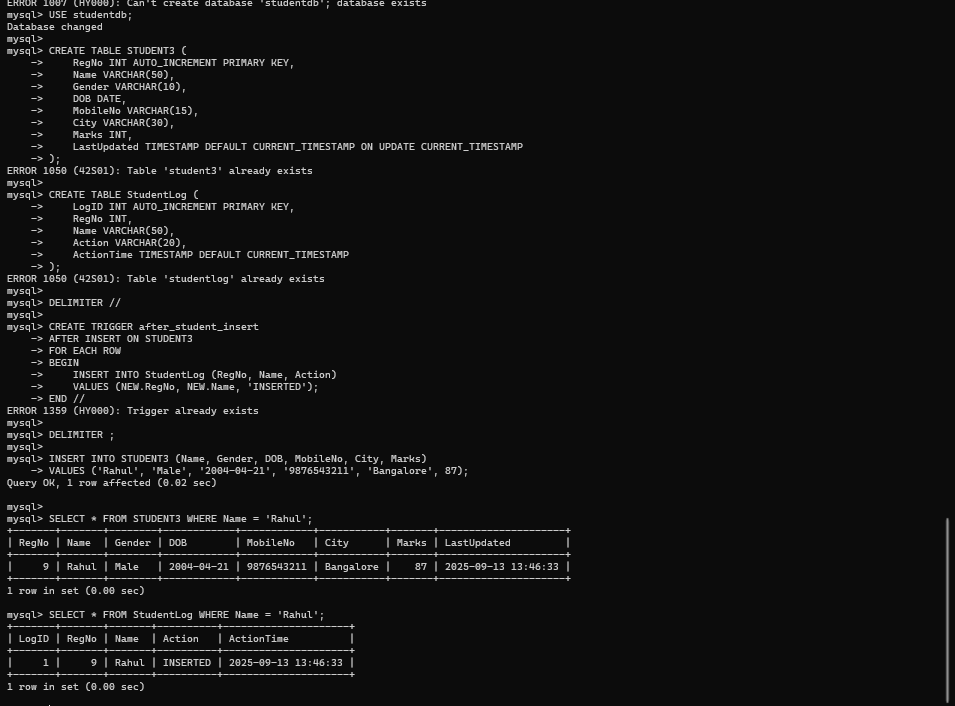 ERROR 1007 (HY000): Can't create database 'studentdb'; database exists
mysql> USE studentdb;
Database changed
mysql>
mysql> CREATE TABLE STUDENT3 (
    ->     RegNo INT AUTO_INCREMENT PRIMARY KEY,
    ->     Name VARCHAR(50),
    ->     Gender VARCHAR(10),
    ->     DOB DATE,
    ->     MobileNo VARCHAR(15),
    ->     City VARCHAR(30),
    ->     Marks INT,
    ->     LastUpdated TIMESTAMP DEFAULT CURRENT_TIMESTAMP ON UPDATE CURRENT_TIMESTAMP
    -> );
ERROR 1050 (42S01): Table 'student3' already exists
mysql>
mysql> CREATE TABLE StudentLog (
    ->     LogID INT AUTO_INCREMENT PRIMARY KEY,
    ->     RegNo INT,
    ->     Name VARCHAR(50),
    ->     Action VARCHAR(20),
    ->     ActionTime TIMESTAMP DEFAULT CURRENT_TIMESTAMP
    -> );
ERROR 1050 (42S01): Table 'studentlog' already exists
mysql>
mysql> DELIMITER //
mysql>
mysql> CREATE TRIGGER after_student_insert
    -> AFTER INSERT ON STUDENT3
    -> FOR EACH ROW
    -> BEGIN
    ->     INSERT INTO StudentLog (RegNo, Name, Action)
    ->     VALUES (NEW.RegNo, NEW.Name, 'INSERTED');
    -> END //
ERROR 1359 (HY000): Trigger already exists
mysql>
mysql> DELIMITER ;
mysql>
mysql> INSERT INTO STUDENT3 (Name, Gender, DOB, MobileNo, City, Marks)
    -> VALUES ('Rahul', 'Male', '2004-04-21', '9876543211', 'Bangalore', 87);
Query OK, 1 row affected (0.02 sec)

mysql>
mysql> SELECT * FROM STUDENT3 WHERE Name = 'Rahul';
+-------+-------+--------+------------+------------+-----------+-------+---------------------+
| RegNo | Name  | Gender | DOB        | MobileNo   | City      | Marks | LastUpdated         |
+-------+-------+--------+------------+------------+-----------+-------+---------------------+
|     9 | Rahul | Male   | 2004-04-21 | 9876543211 | Bangalore |    87 | 2025-09-13 13:46:33 |
+-------+-------+--------+------------+------------+-----------+-------+---------------------+
1 row in set (0.00 sec)

mysql> SELECT * FROM StudentLog WHERE Name = 'Rahul';
+-------+-------+-------+----------+---------------------+
| LogID | RegNo | Name  | Action   | ActionTime          |
+-------+-------+-------+----------+---------------------+
|     1 |     9 | Rahul | INSERTED | 2025-09-13 13:46:33 |
+-------+-------+-------+----------+---------------------+
1 row in set (0.00 sec)